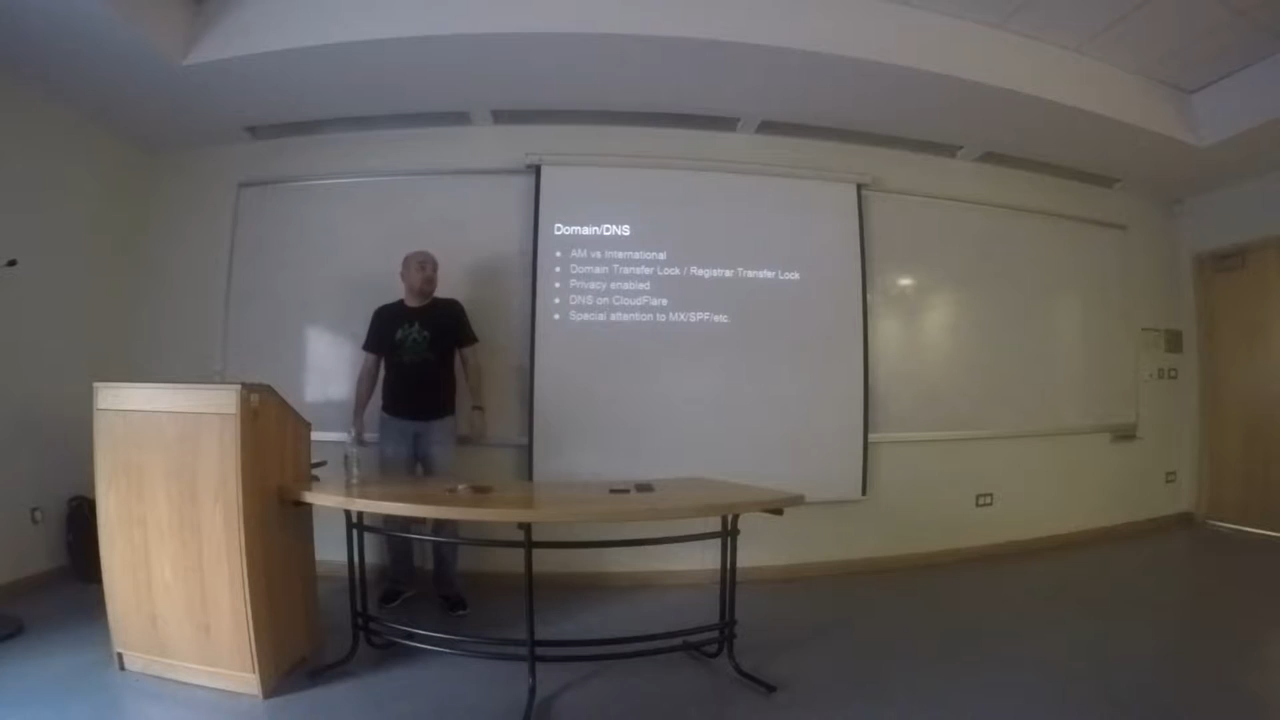 Domain/DNS
AM vs International
Domain Transfer Lock / Registrar Transfer Lock
Privacy enabled
DNS on CloudFlare
Special attention to MX/SPF/etc.